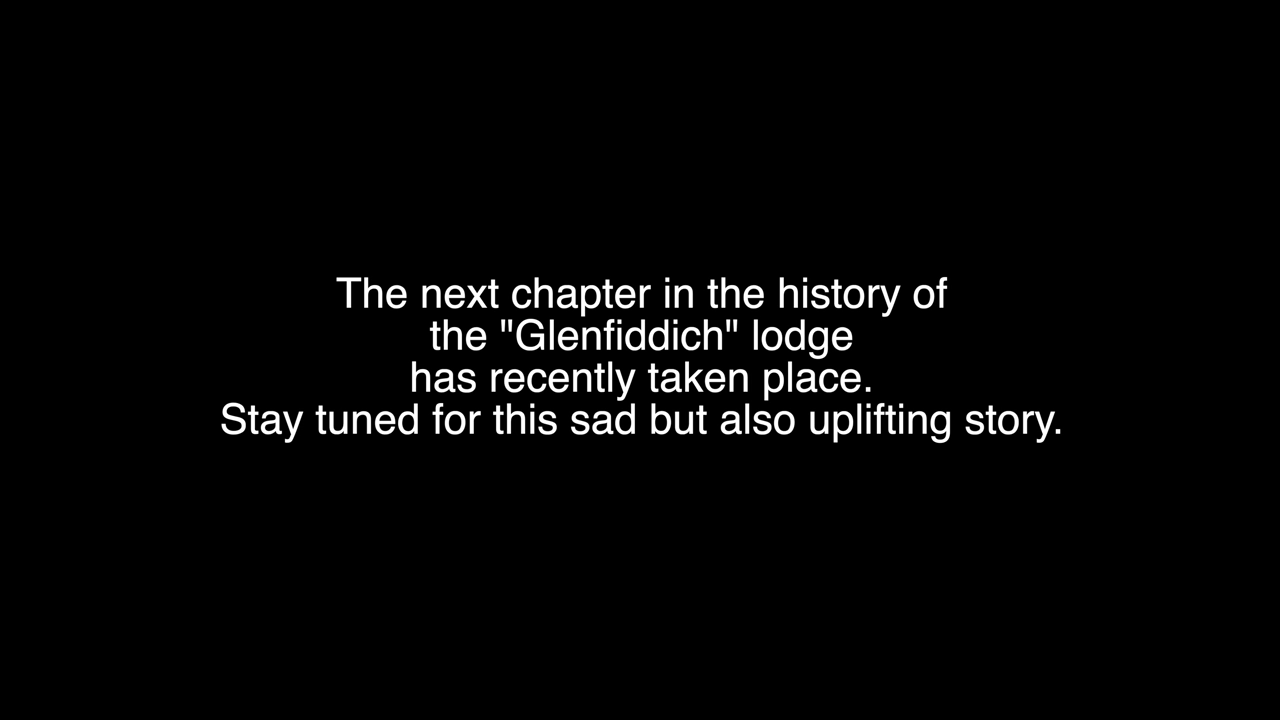 The next chapter in the history of
the "Glenfiddich" lodge
has recently taken place.
Stay tuned for this sad but also uplifting story.